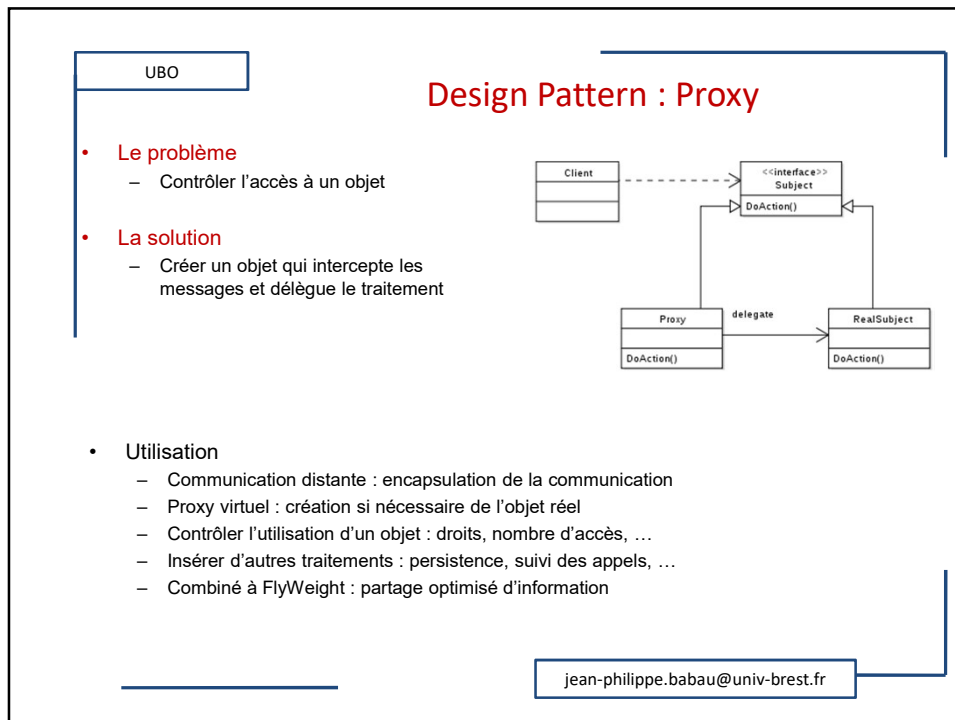 UBO
Design Pattern : Proxy
• Le problème
– Contrôler l’accès à un objet
• La solution
– Créer un objet qui intercepte les
messages et délègue le traitement
Client
<<interface>>
Subject
DoAction()
Proxy
DoAction()
delegate
RealSubject
DoAction()
• Utilisation
– Communication distante : encapsulation de la communication
– Proxy virtuel : création si nécessaire de l’objet réel
– Contrôler l’utilisation d’un objet : droits, nombre d’accès, …
– Insérer d’autres traitements : persistence, suivi des appels, …
– Combiné à FlyWeight : partage optimisé d’information
jean-philippe.babau@univ-brest.fr